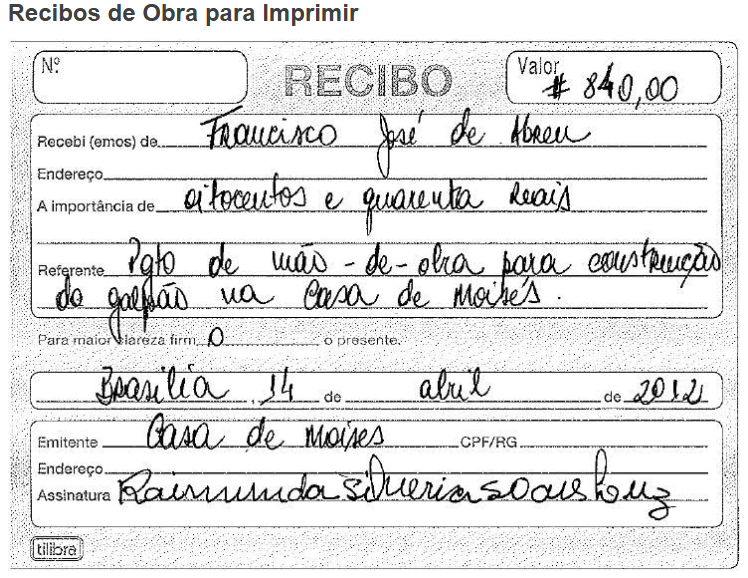 Recibos de Obra para Imprimir
Nº
RECIBO
Valor # 840,00
Recebi (emos) de Francisco José de Abreu
Endereço
A importância de oitocentos e quarenta reais
Referente Pgto de mão-de-obra para construção
do galpão na Casa de Moisés.
Para maior clareza firm o o presente.
Brasilia, 14 de abril de 2012
Emitente Casa de Moises CPF/RG
Endereço
Assinatura Raimunda Silveria Soares Luz
tilibra